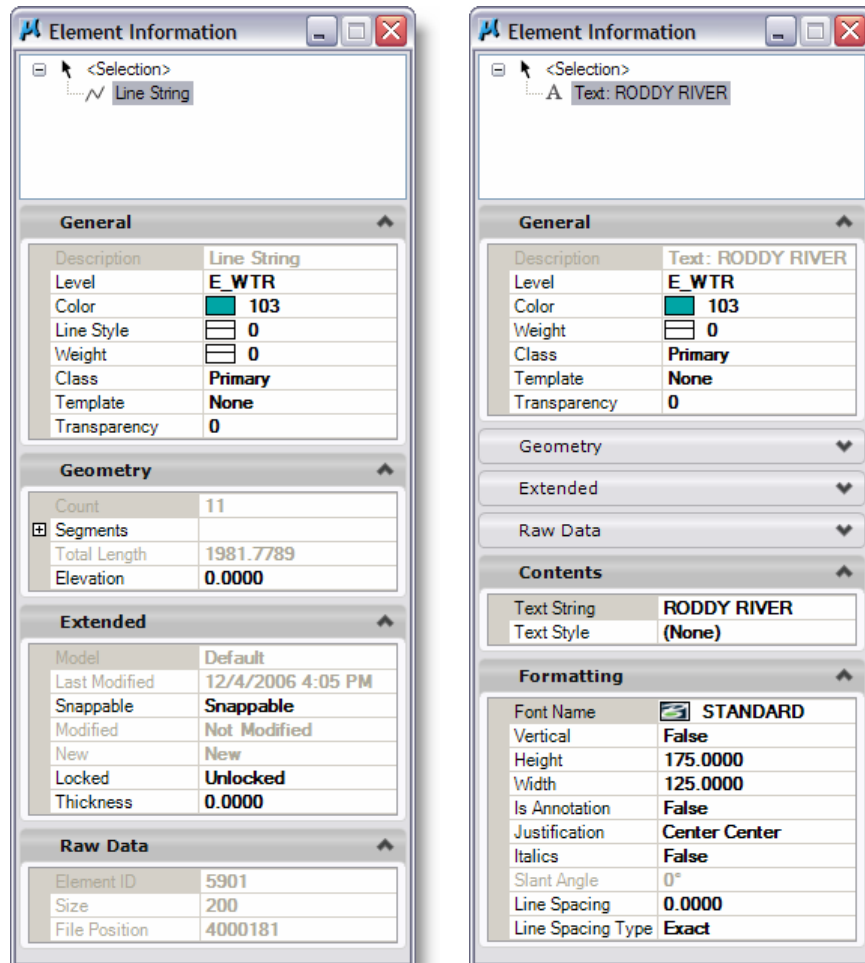 Element Information
<Selection>
Line String
General
Description Line String
Level E_WTR
Color 103
Line Style 0
Weight 0
Class Primary
Template None
Transparency 0
Geometry
Count 11
Segments
Total Length 1981.7789
Elevation 0.0000
Extended
Model Default
Last Modified 12/4/2006 4:05 PM
Snappable Snappable
Modified Not Modified
New New
Locked Unlocked
Thickness 0.0000
Raw Data
Element ID 5901
Size 200
File Position 4000181
Element Information
<Selection>
A Text: RODDY RIVER
General
Description Text: RODDY RIVER
Level E_WTR
Color 103
Weight 0
Class Primary
Template None
Transparency 0
Geometry
Extended
Raw Data
Contents
Text String RODDY RIVER
Text Style (None)
Formatting
Font Name STANDARD
Vertical False
Height 175.0000
Width 125.0000
Is Annotation False
Justification Center Center
Italics False
Slant Angle 0°
Line Spacing 0.0000
Line Spacing Type Exact